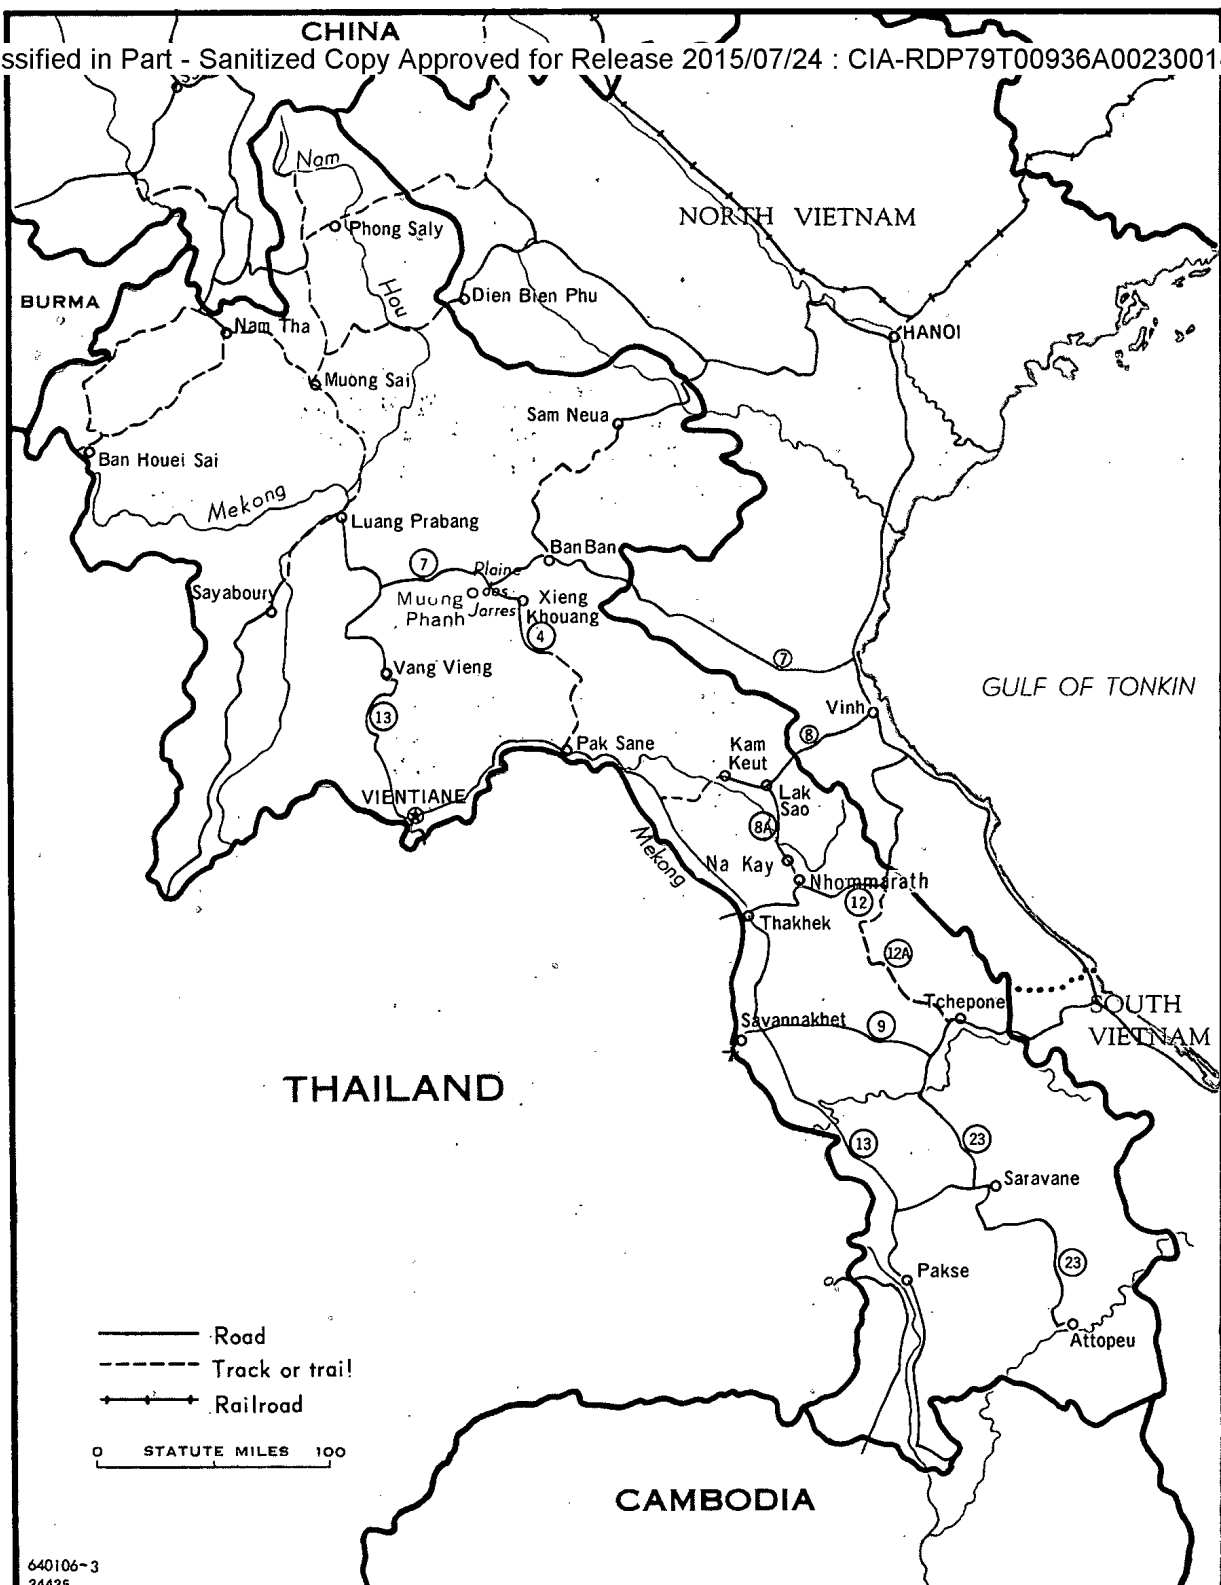 CHINA
ssified in Part - Sanitized Copy Approved for Release 2015/07/24 : CIA-RDP79T00936A0023001
Nam
NORTH VIETNAM
Phong Saly
Hou
Dien Bien Phu
BURMA
Nam Tha
HANOI
Muong Sai
Sam Neua
Ban Houei Sai
Mekong
Luang Prabang
Ban Ban
7
Plaine
des
Jarres
Sayaboury
Muong
Phanh
Xieng
Khouang
4
7
Vang Vieng
GULF OF TONKIN
13
Vinh
8
Pak Sane
Kam
Keut
Lak
Sao
VIENTIANE
8A
Mekong
Na Kay
Nhommarath
12
Thakhek
12A
Tchepone
SOUTH
VIETNAM
Savannakhet
9
THAILAND
13
23
Saravane
23
Pakse
Attopeu
Road
Track or trai!
Railroad
0 STATUTE MILES 100
CAMBODIA
640106-3